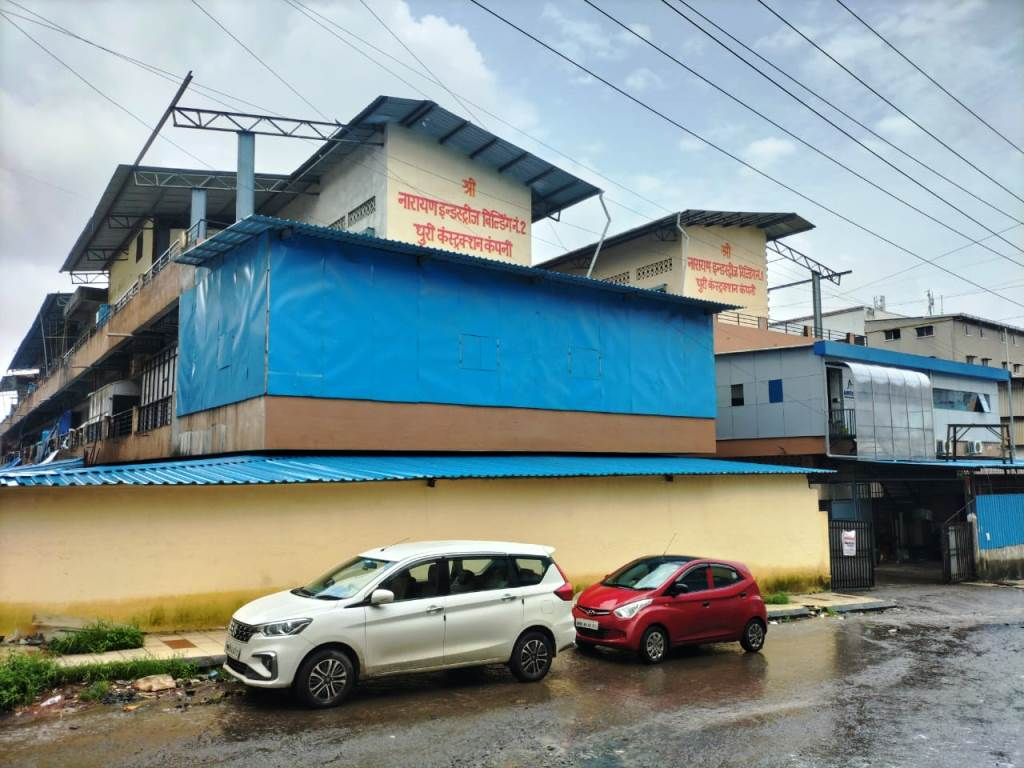 श्री
नारायण इन्डस्ट्रीज बिल्डिंग नं.2
घुरी कंस्ट्रक्शन कंपनी
श्री
नारायण इन्डस्ट्रीज बिल्डिंग नं.1
घुरी कंस्ट्रक्शन कंपनी